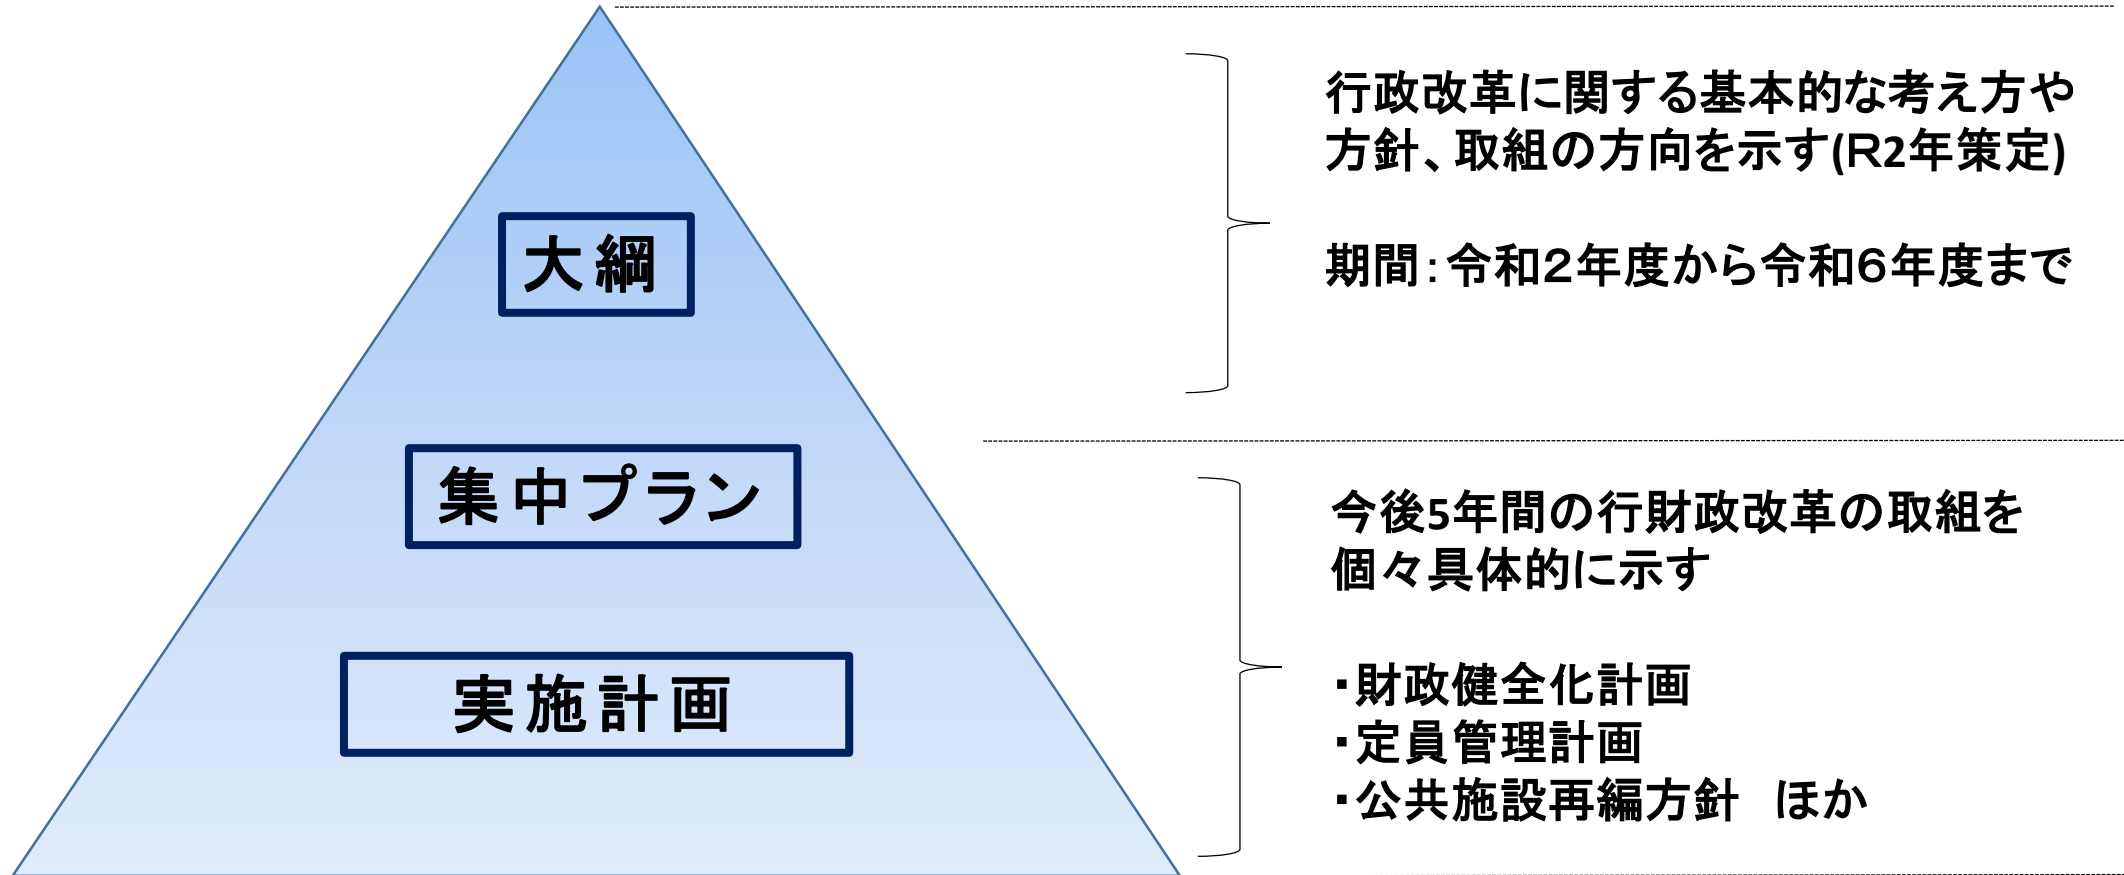 大綱
行政改革に関する基本的な考え方や
方針、取組の方向を示す(R2年策定)
期間：令和２年度から令和６年度まで
集中プラン
実施計画
今後5年間の行財政改革の取組を
個々具体的に示す
・財政健全化計画
・定員管理計画
・公共施設再編方針　ほか